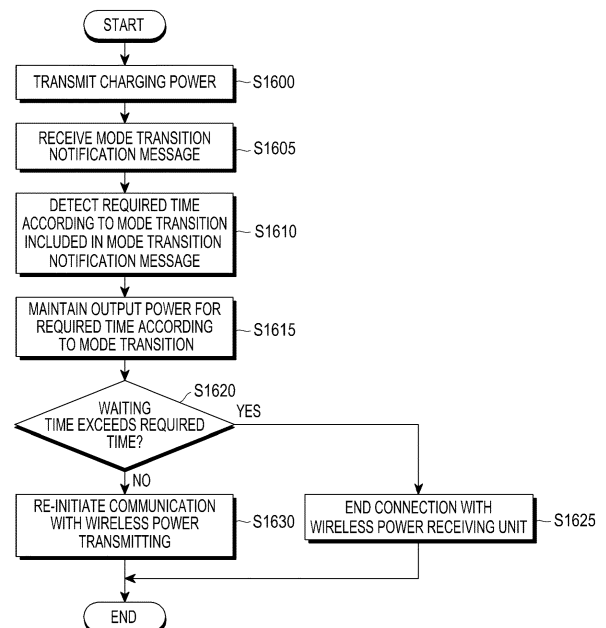 START
TRANSMIT CHARGING POWER
S1600
RECEIVE MODE TRANSITION
NOTIFICATION MESSAGE
S1605
DETECT REQUIRED TIME
ACCORDING TO MODE TRANSITION
INCLUDED IN MODE TRANSITION
NOTIFICATION MESSAGE
S1610
MAINTAIN OUTPUT POWER FOR
REQUIRED TIME ACCORDING
TO MODE TRANSITION
S1615
S1620
WAITING
TIME EXCEEDS REQUIRED
TIME?
YES
NO
RE-INITIATE COMMUNICATION
WITH WIRELESS POWER
TRANSMITTING
S1630
END CONNECTION WITH
WIRELESS POWER RECEIVING UNIT
S1625
END